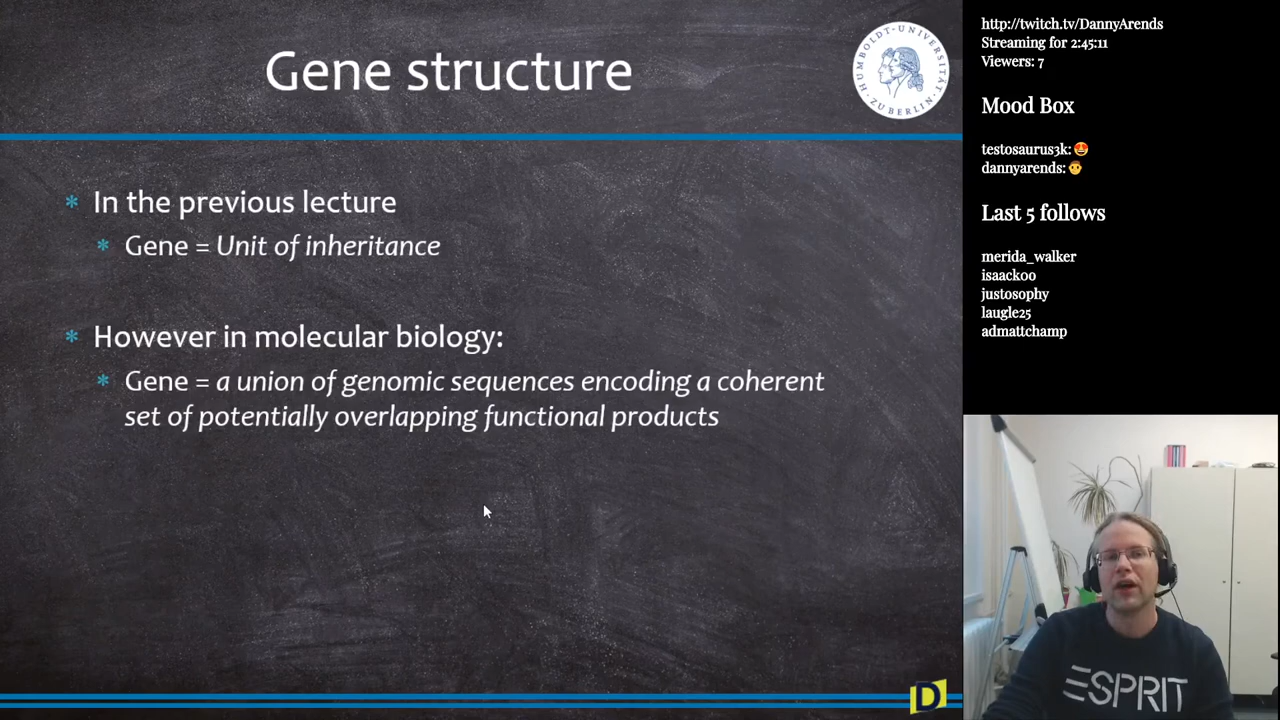 Gene structure
HUMBOLDT-UNIVERSITÄT
ZU BERLIN
* In the previous lecture
* Gene = Unit of inheritance
* However in molecular biology:
* Gene = a union of genomic sequences encoding a coherent
set of potentially overlapping functional products
D
http://twitch.tv/DannyArends
Streaming for 2:45:11
Viewers: 7
Mood Box
testosaurus3k:😍
dannyarends:👨
Last 5 follows
merida_walker
isaackoo
justosophy
laugle25
admattchamp
ESPRIT